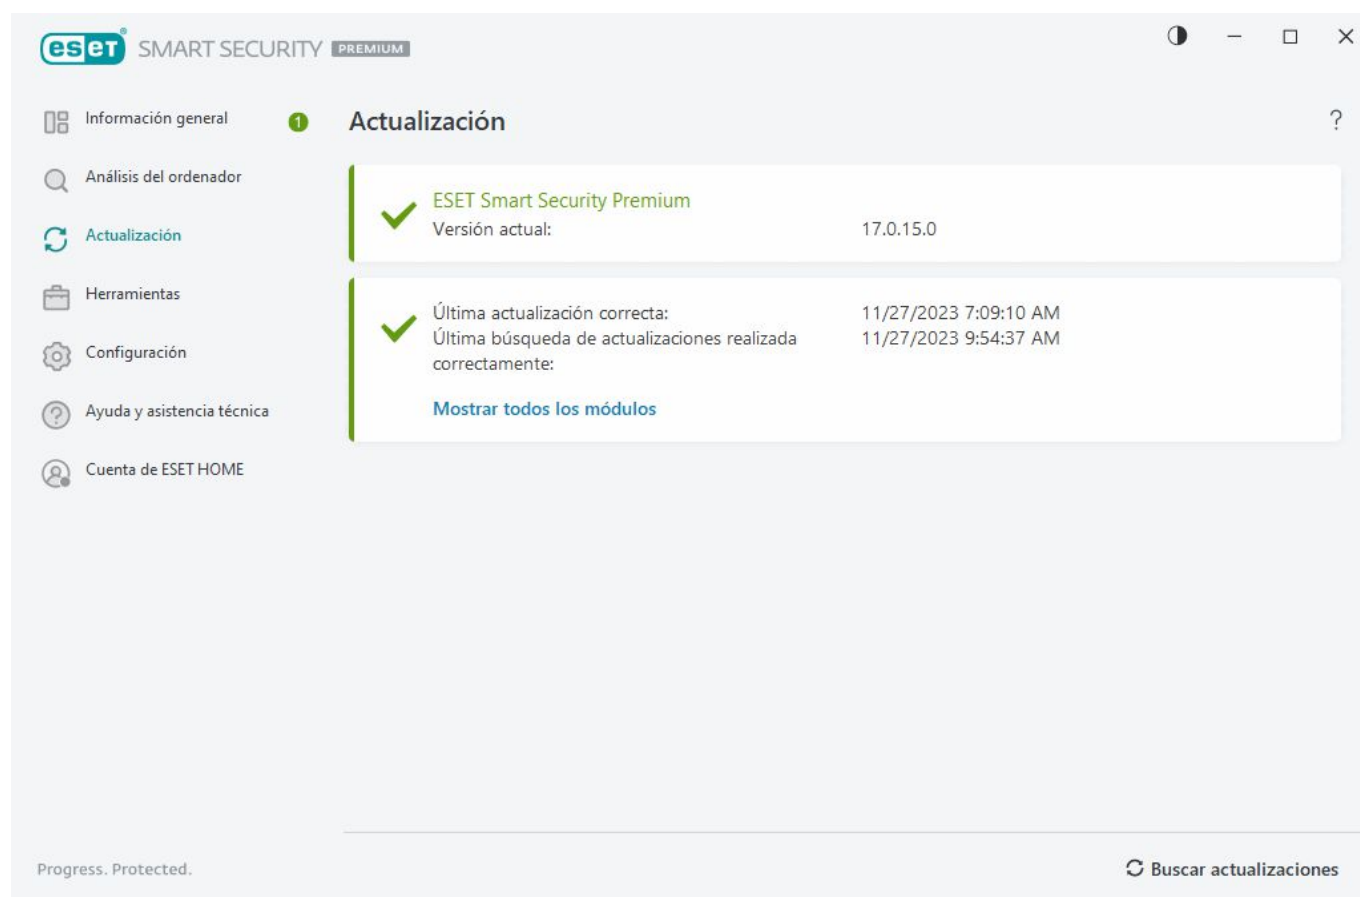 eseT® SMART SECURITY PREMIUM
Información general 1
Análisis del ordenador
Actualización
Herramientas
Configuración
Ayuda y asistencia técnica
Cuenta de ESET HOME
Actualización ?
ESET Smart Security Premium
Versión actual: 17.0.15.0
Última actualización correcta: 11/27/2023 7:09:10 AM
Última búsqueda de actualizaciones realizada 11/27/2023 9:54:37 AM
correctamente:
Mostrar todos los módulos
Progress. Protected.
Buscar actualizaciones